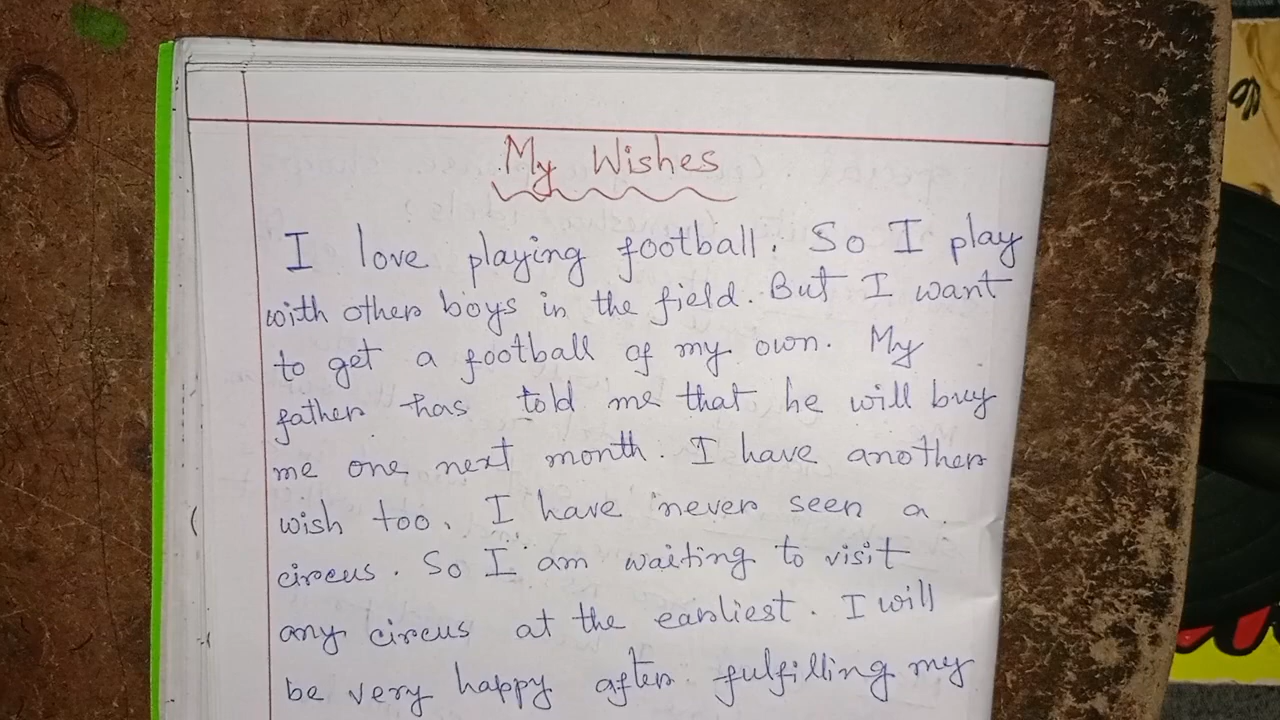 My Wishes
I love playing football. So I play
with other boys in the field. But I want
to get a football of my own. My
father has told me that he will buy
me one next month. I have another
wish too. I have never seen a
circus. So I am waiting to visit
any circus at the earliest. I will
be very happy after fulfilling my